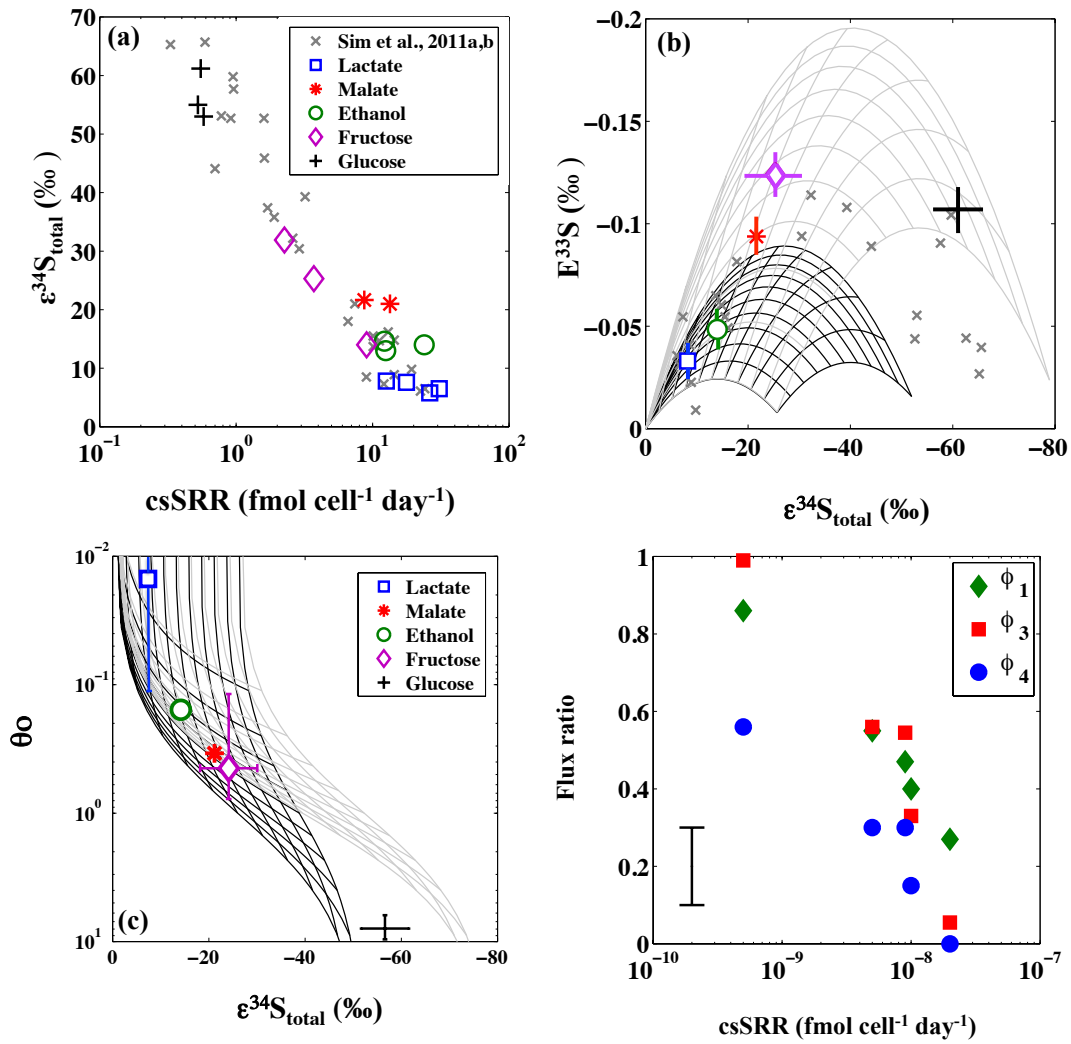 (a)
70
60
50
40
30
20
10
0
ε³⁴S_total (‰)
10⁻¹ 10⁰ 10¹ 10²
csSRR (fmol cell⁻¹ day⁻¹)
Sim et al., 2011a,b
Lactate
Malate
Ethanol
Fructose
Glucose
(b)
−0.2
−0.15
−0.1
−0.05
0
E³³S (‰)
0 −20 −40 −60 −80
ε³⁴S_total (‰)
(c)
10⁻²
10⁻¹
10⁰
10¹
θo
0 −20 −40 −60 −80
ε³⁴S_total (‰)
Lactate
Malate
Ethanol
Fructose
Glucose
1
0.8
0.6
0.4
0.2
0
Flux ratio
10⁻¹⁰ 10⁻⁹ 10⁻⁸ 10⁻⁷
csSRR (fmol cell⁻¹ day⁻¹)
ϕ₁
ϕ₃
ϕ₄